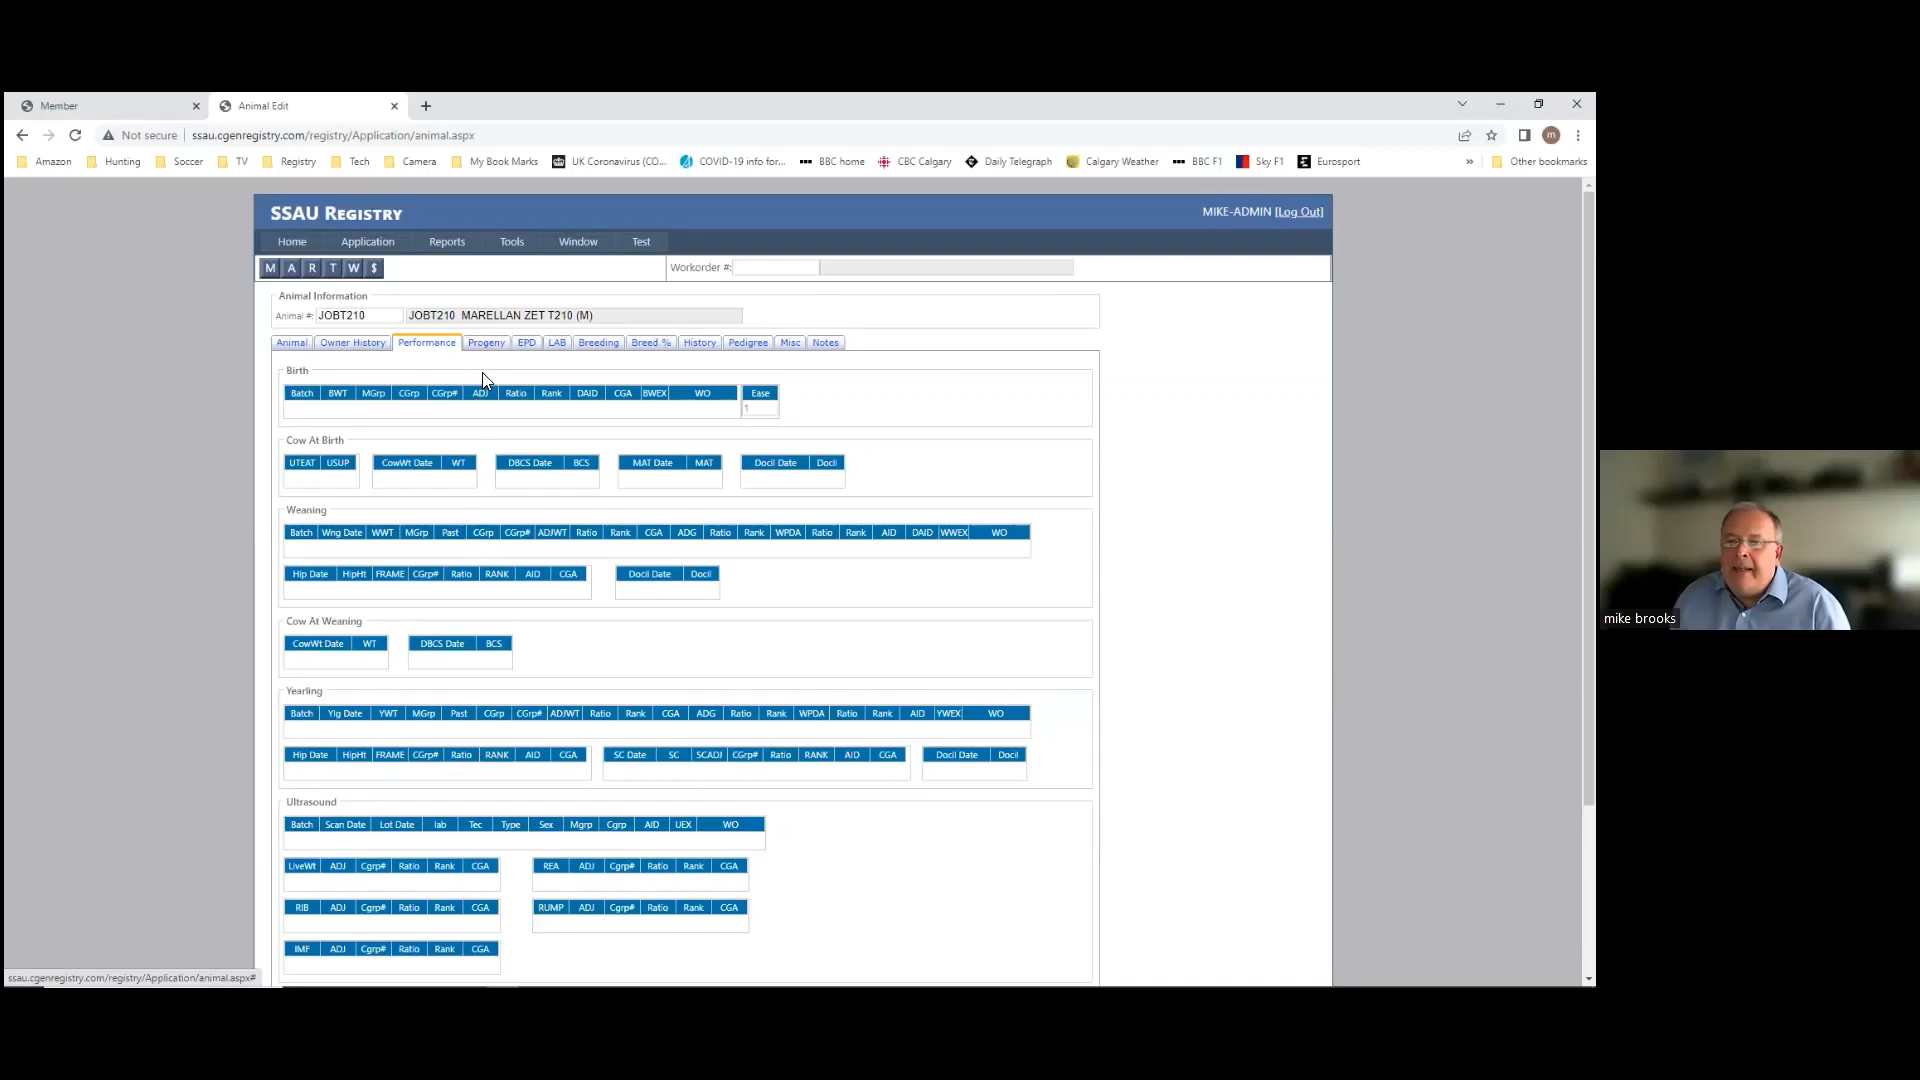 Member
Animal Edit
Not secure ssau.cgenregistry.com/registry/Application/animal.aspx
Amazon Hunting Soccer TV Registry Tech Camera My Book Marks UK Coronavirus (CO... COVID-19 info for... BBC home CBC Calgary Daily Telegraph Calgary Weather BBC F1 Sky F1 Eurosport » Other bookmarks
SSAU REGISTRY
MIKE-ADMIN [Log Out]
Home Application Reports Tools Window Test
M A R T W $
Workorder #:
Animal Information
Animal #: JOBT210 JOBT210 MARELLAN ZET T210 (M)
Animal Owner History Performance Progeny EPD LAB Breeding Breed % History Pedigree Misc Notes
Birth
Batch BWT MGrp CGrp CGrp# ADJ Ratio Rank DAID CGA BWEX WO Ease
1
Cow At Birth
UTEAT USUP CowWt Date WT DBCS Date BCS MAT Date MAT Docil Date Docil
Weaning
Batch Wng Date WWT MGrp Past CGrp CGrp# ADJWT Ratio Rank CGA ADG Ratio Rank WPDA Ratio Rank AID DAID WWEX WO
Hip Date HipHt FRAME CGrp# Ratio RANK AID CGA Docil Date Docil
Cow At Weaning
CowWt Date WT DBCS Date BCS
Yearling
Batch Ylg Date YWT MGrp Past CGrp CGrp# ADJWT Ratio Rank CGA ADG Ratio Rank WPDA Ratio Rank AID YWEX WO
Hip Date HipHt FRAME CGrp# Ratio RANK AID CGA SC Date SC SCADJ CGrp# Ratio RANK AID CGA Docil Date Docil
Ultrasound
Batch Scan Date Lot Date lab Tec Type Sex Mgrp Cgrp AID UEX WO
LiveWt ADJ Cgrp# Ratio Rank CGA REA ADJ Cgrp# Ratio Rank CGA
RIB ADJ Cgrp# Ratio Rank CGA RUMP ADJ Cgrp# Ratio Rank CGA
IMF ADJ Cgrp# Ratio Rank CGA
ssau.cgenregistry.com/registry/Application/animal.aspx#
mike brooks